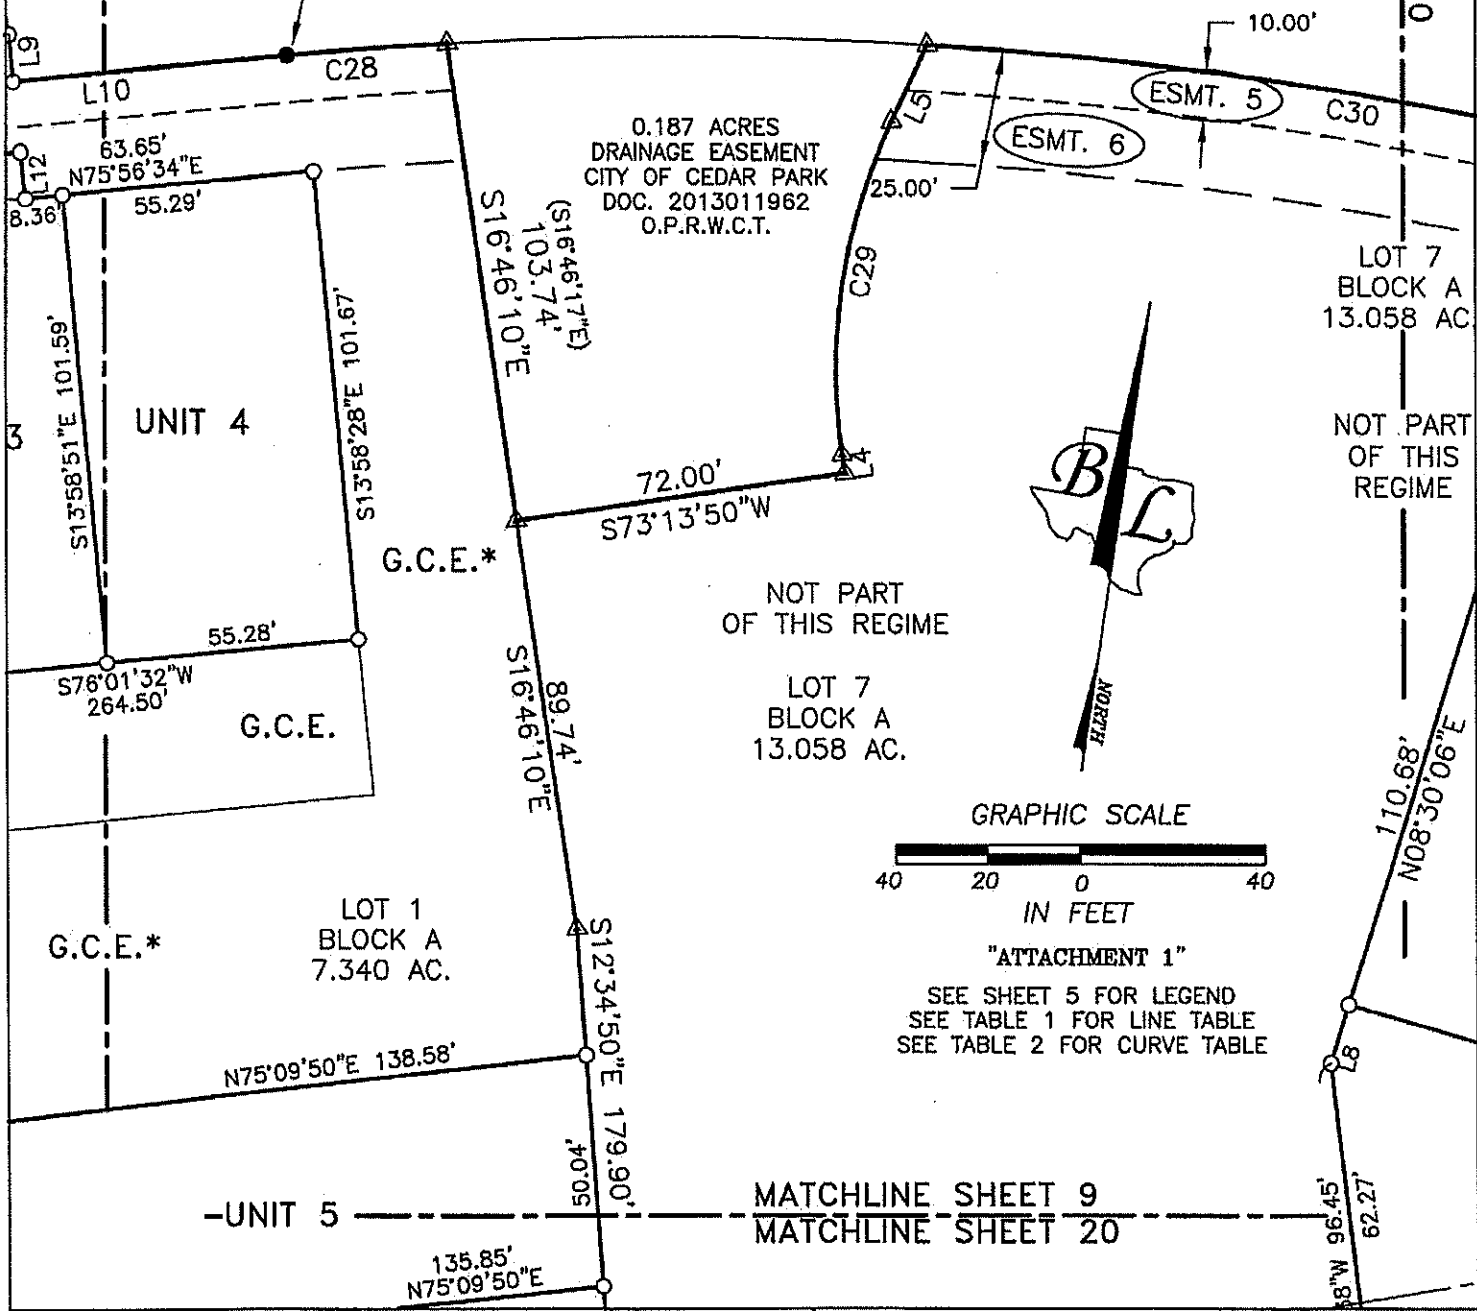 10.00'
0
L9
L10
C28
L5
ESMT. 5
C30
ESMT. 6
25.00'
0.187 ACRES
DRAINAGE EASEMENT
CITY OF CEDAR PARK
DOC. 2013011962
O.P.R.W.C.T.
63.65'
N75°56'34"E
L12
8.36'
55.29'
(S16°46'17"E)
103.74'
S16°46'10"E
C29
LOT 7
BLOCK A
13.058 AC.
S13°58'51"E 101.59'
S13°58'28"E 101.67'
3
UNIT 4
NOT PART
OF THIS
REGIME
B
L
NORTH
72.00'
S73°13'50"W
L4
G.C.E.*
NOT PART
OF THIS REGIME
55.28'
S76°01'32"W
264.50'
G.C.E.
89.74'
S16°46'10"E
LOT 7
BLOCK A
13.058 AC.
110.68'
N08°30'06"E
GRAPHIC SCALE
40 20 0 40
IN FEET
"ATTACHMENT 1"
SEE SHEET 5 FOR LEGEND
SEE TABLE 1 FOR LINE TABLE
SEE TABLE 2 FOR CURVE TABLE
LOT 1
BLOCK A
7.340 AC.
G.C.E.*
S12°34'50"E 179.90'
N75°09'50"E 138.58'
L8
50.04'
UNIT 5
MATCHLINE SHEET 9
MATCHLINE SHEET 20
38"W 96.45'
62.27'
135.85'
N75°09'50"E